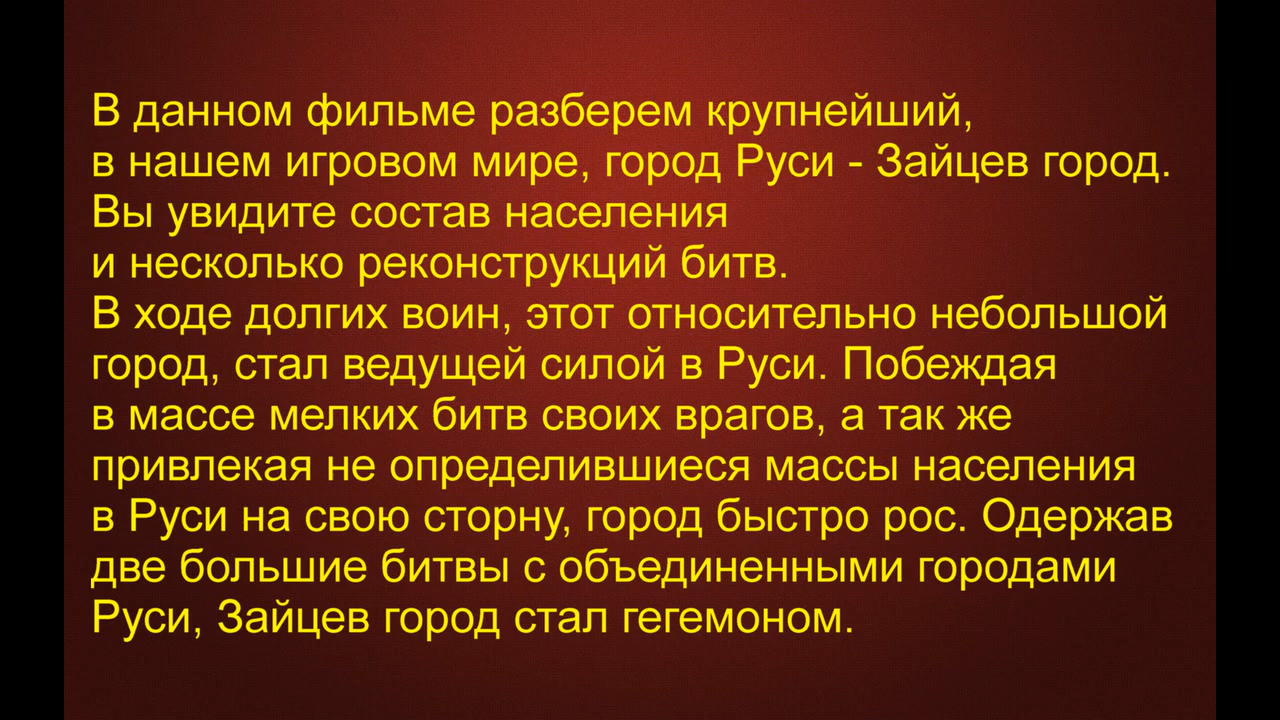 В данном фильме разберем крупнейший,
в нашем игровом мире, город Руси - Зайцев город.
Вы увидите состав населения
и несколько реконструкций битв.
В ходе долгих воин, этот относительно небольшой
город, стал ведущей силой в Руси. Побеждая
в массе мелких битв своих врагов, а так же
привлекая не определившиеся массы населения
в Руси на свою сторну, город быстро рос. Одержав
две большие битвы с объединенными городами
Руси, Зайцев город стал гегемоном.